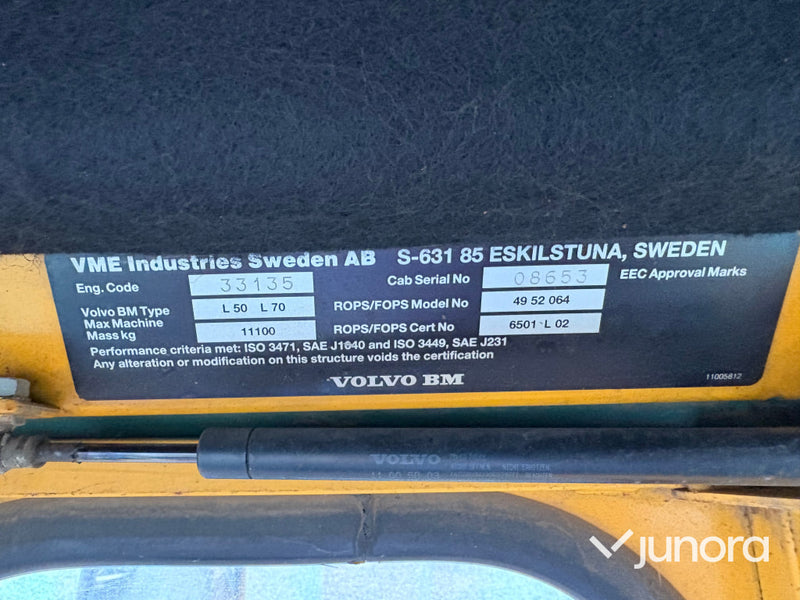 VME Industries Sweden AB S-631 85 ESKILSTUNA, SWEDEN
Eng. Code 33135 Cab Serial No 08653 EEC Approval Marks
Volvo BM Type L 50 L 70 ROPS/FOPS Model No 49 52 064
Max Machine Mass kg 11100 ROPS/FOPS Cert No 6501-L 02
Performance criteria met: ISO 3471, SAE J1040 and ISO 3449, SAE J231
Any alteration or modification on this structure voids the certification
VOLVO BM
11005812
VOLVO
NICHT
junora